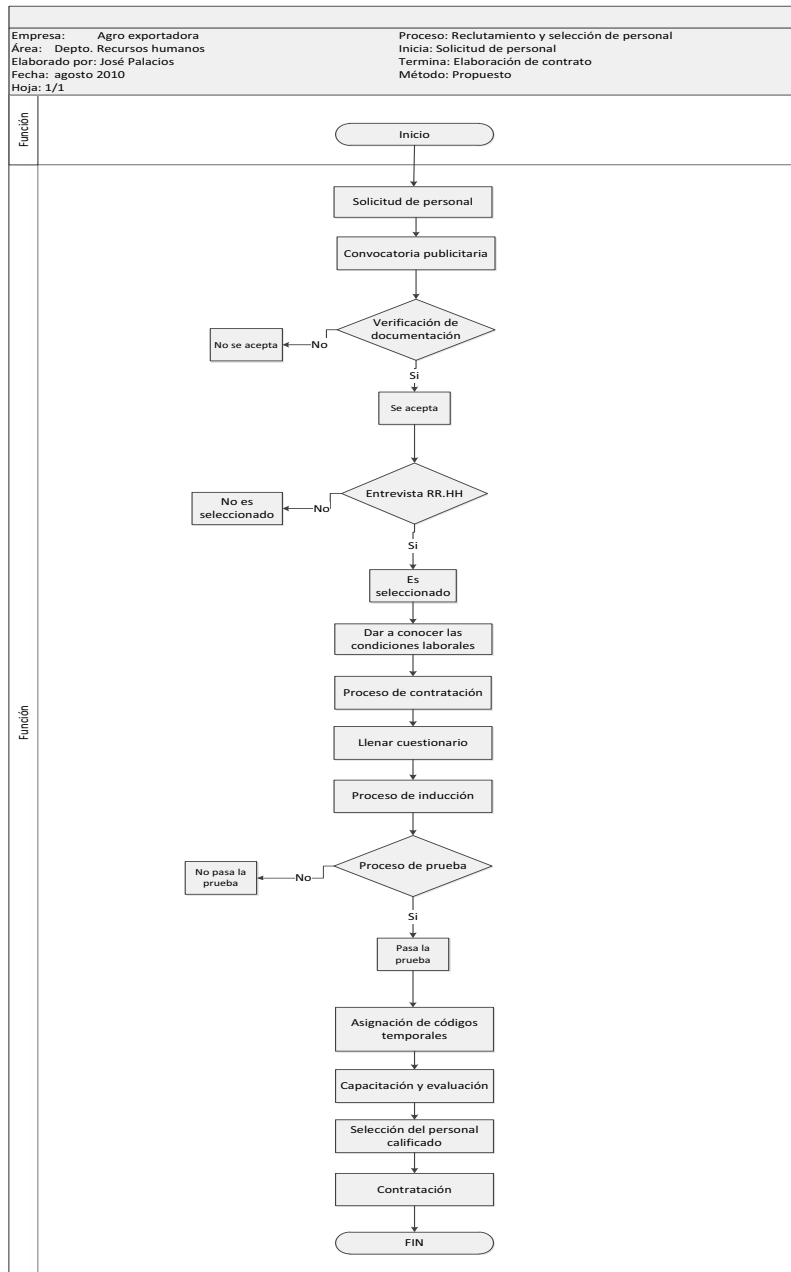 Empresa: Agro exportadora
Área: Depto. Recursos humanos
Elaborado por: José Palacios
Fecha: agosto 2010
Hoja: 1/1
Proceso: Reclutamiento y selección de personal
Inicia: Solicitud de personal
Termina: Elaboración de contrato
Método: Propuesto
Función
Inicio
Función
Solicitud de personal
Convocatoria publicitaria
Verificación de
documentación
No
No se acepta
Si
Se acepta
Entrevista RR.HH
No
No es
seleccionado
Si
Es
seleccionado
Dar a conocer las
condiciones laborales
Proceso de contratación
Llenar cuestionario
Proceso de inducción
Proceso de prueba
No
No pasa la
prueba
Si
Pasa la
prueba
Asignación de códigos
temporales
Capacitación y evaluación
Selección del personal
calificado
Contratación
FIN